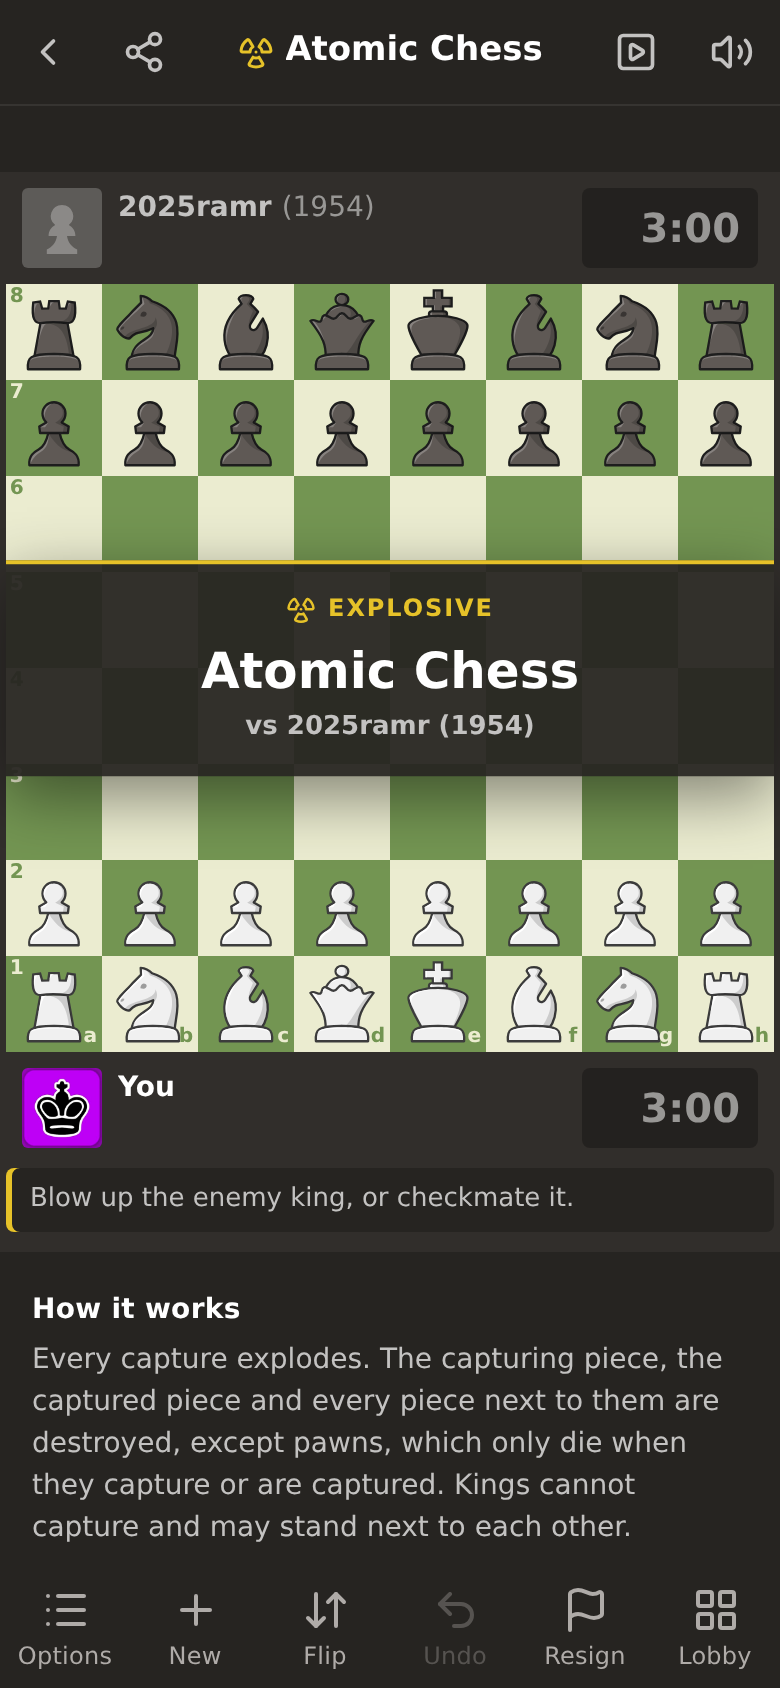 Atomic Chess
2025ramr (1954)
3:00
8
7
6
5
EXPLOSIVE
4
Atomic Chess
vs 2025ramr (1954)
3
2
1
a b c d e f g h
You
3:00
Blow up the enemy king, or checkmate it.
How it works
Every capture explodes. The capturing piece, the
captured piece and every piece next to them are
destroyed, except pawns, which only die when
they capture or are captured. Kings cannot
capture and may stand next to each other.
Options New Flip Undo Resign Lobby